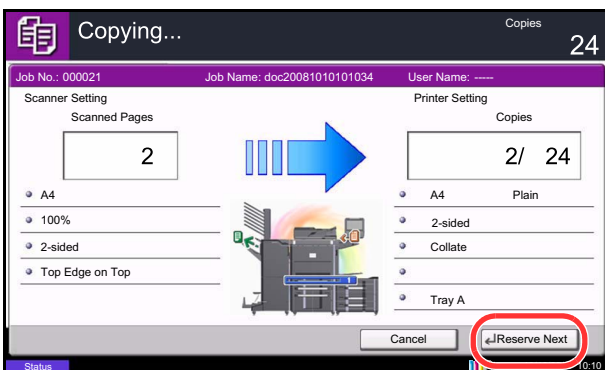 Copying...
Copies
24
Job No.: 000021 Job Name: doc20081010101034 User Name: -----
Scanner Setting Printer Setting
Scanned Pages Copies
2 2/ 24
A4 A4 Plain
100% 2-sided
2-sided Collate
Top Edge on Top
Tray A
Cancel Reserve Next
Status 10:10